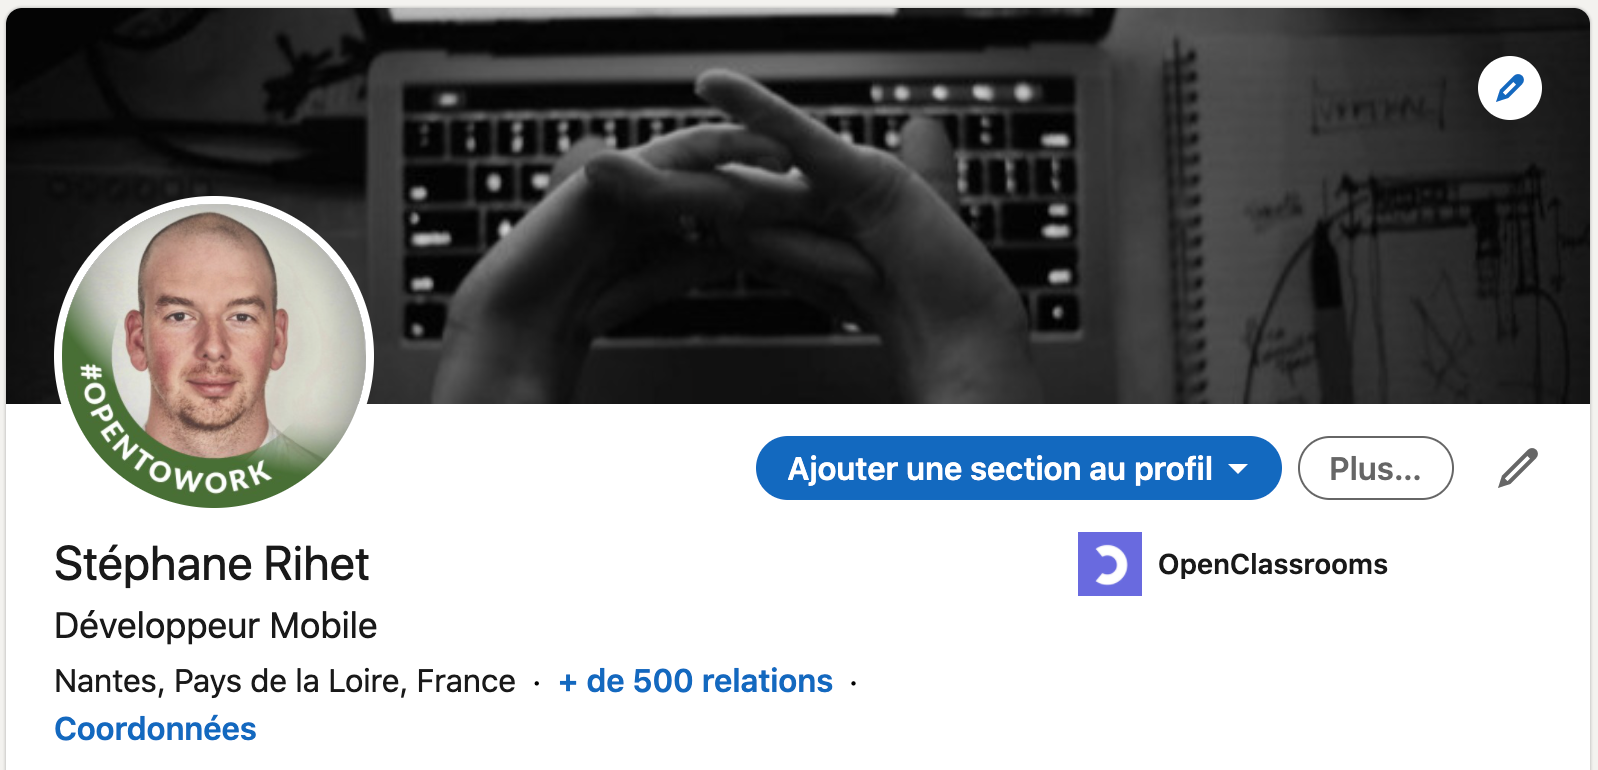 #OPENTOWORK
Ajouter une section au profil
Plus...
Stéphane Rihet
OpenClassrooms
Développeur Mobile
Nantes, Pays de la Loire, France · + de 500 relations ·
Coordonnées